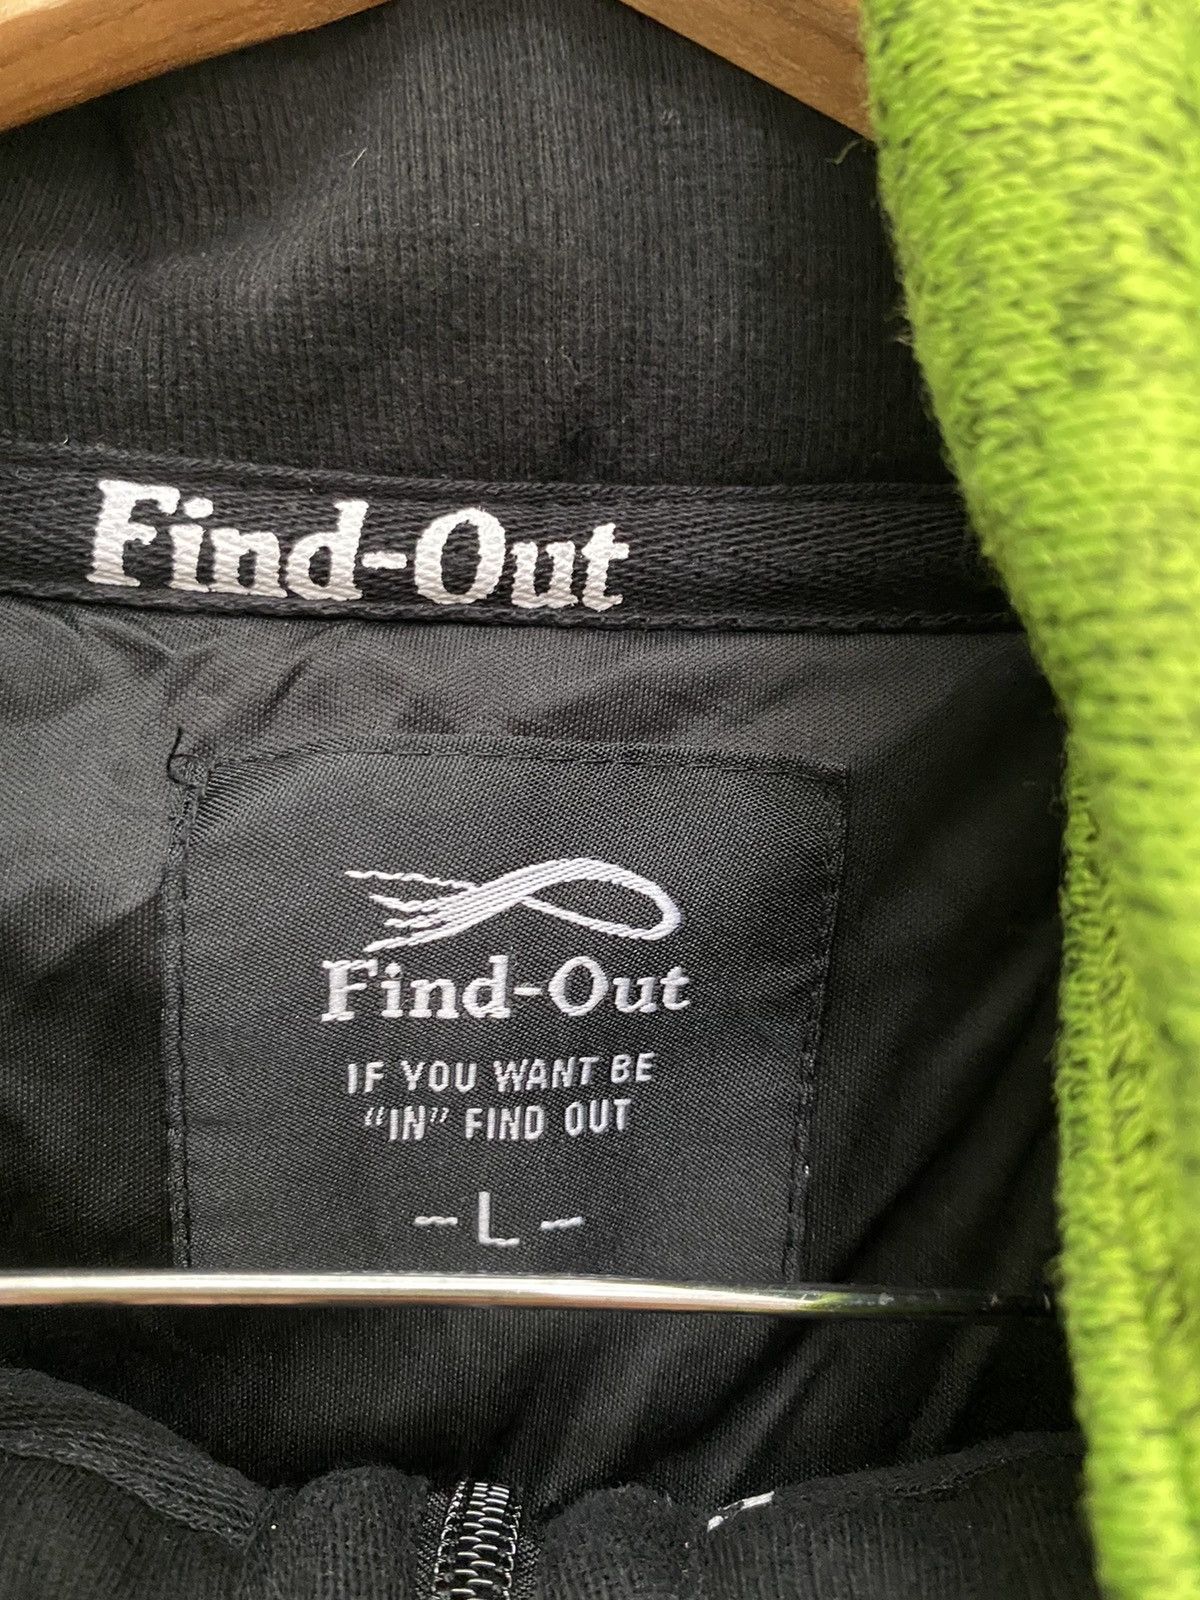 Find-Out
Find-Out
IF YOU WANT BE
“IN” FIND OUT
- L -